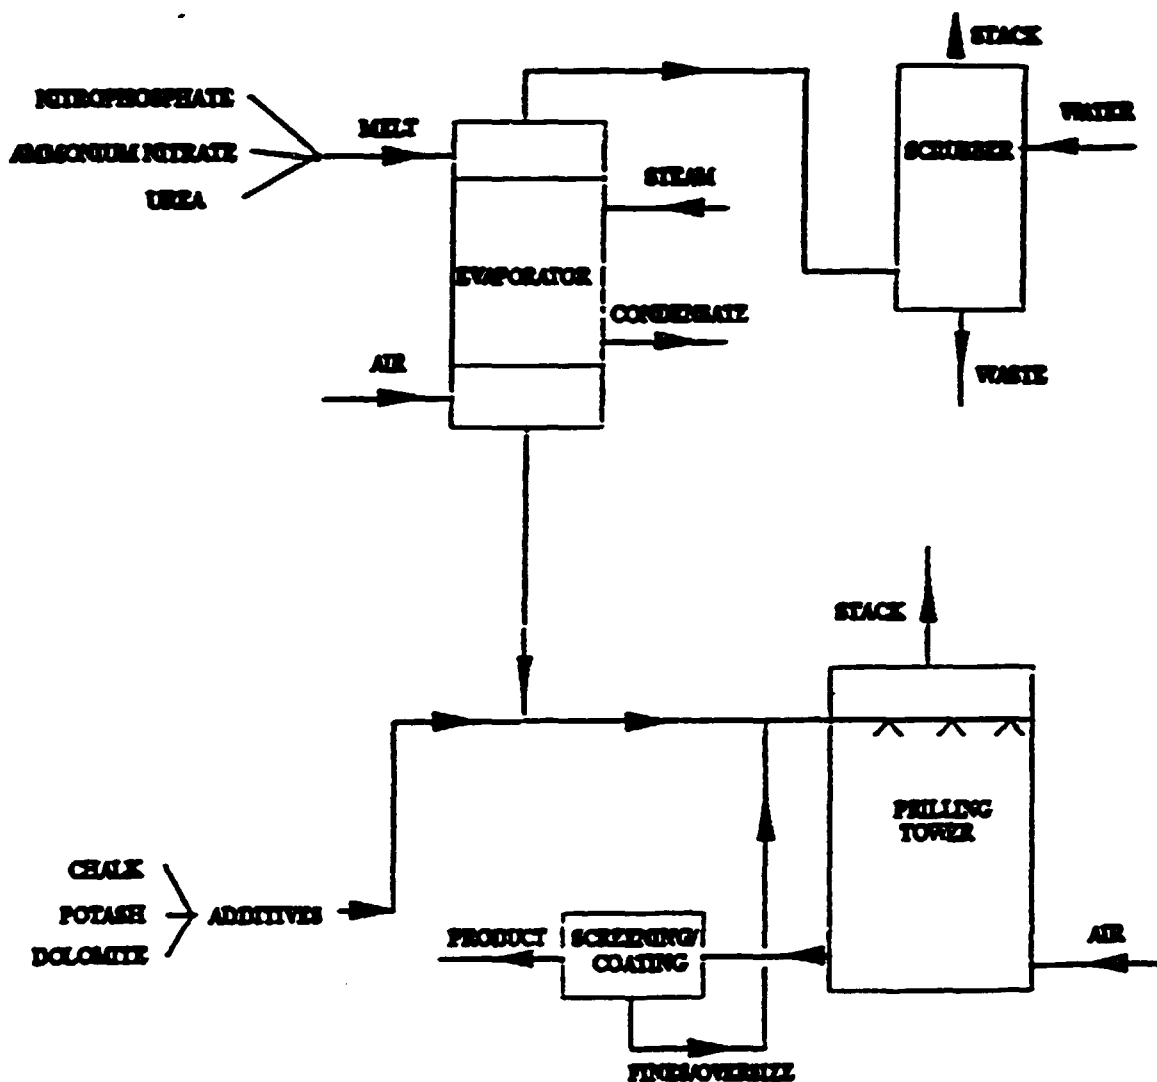 STACK
NITROPHOSPHATE
MELT
WATER
AMMONIUM NITRATE
SCRUBBER
UREA
STEAM
EVAPORATOR
CONDENSATE
AIR
WASTE
STACK
PRILLING
TOWER
CHALK
POTASH
ADDITIVES
DOLOMITE
PRODUCT
SCREENING/
COATING
AIR
FINES/OVERSIZE